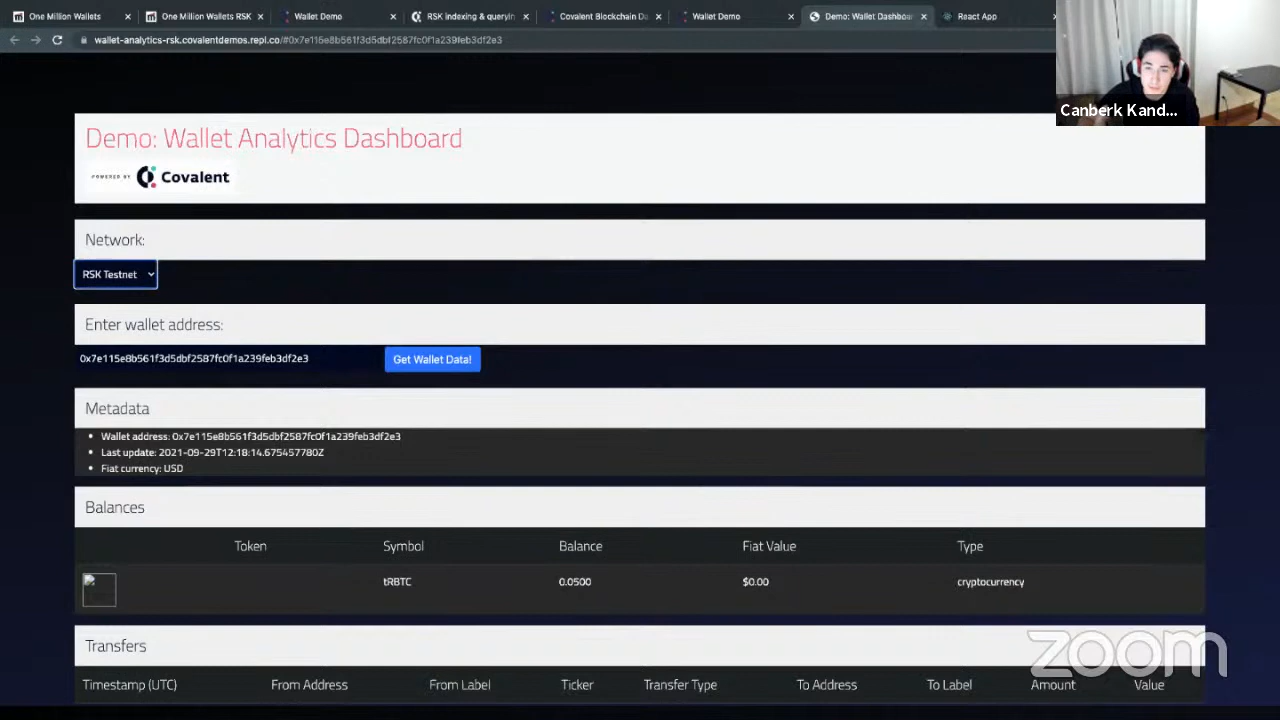 One Million Wallets
One Million Wallets RSK
Wallet Demo
RSK indexing & queryin
Covalent Blockchain Da
Wallet Demo
Demo: Wallet Dashboar
React App
wallet-analytics-rsk.covalentdemos.repl.co/#0x7e115e8b561f3d5dbf2587fc0f1a239feb3df2e3
Canberk Kand...
Demo: Wallet Analytics Dashboard
POWERED BY Covalent
Network:
RSK Testnet
Enter wallet address:
0x7e115e8b561f3d5dbf2587fc0f1a239feb3df2e3
Get Wallet Data!
Metadata
Wallet address: 0x7e115e8b561f3d5dbf2587fc0f1a239feb3df2e3
Last update: 2021-09-29T12:18:14.675457780Z
Fiat currency: USD
Balances
Token Symbol Balance Fiat Value Type
tRBTC 0.0500 $0.00 cryptocurrency
Transfers
zoom
Timestamp (UTC) From Address From Label Ticker Transfer Type To Address To Label Amount Value